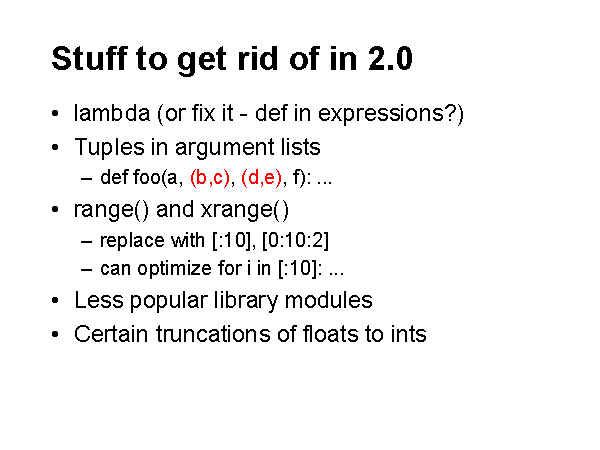 Stuff to get rid of in 2.0
• lambda (or fix it - def in expressions?)
• Tuples in argument lists
– def foo(a, (b,c), (d,e), f): ...
• range() and xrange()
– replace with [:10], [0:10:2]
– can optimize for i in [:10]: ...
• Less popular library modules
• Certain truncations of floats to ints